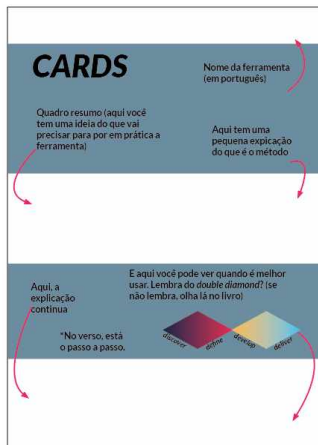 CARDS
Nome da ferramenta
(em português)
Quadro resumo (aqui você
tem uma ideia do que vai
precisar para por em prática a
ferramenta)
Aqui tem uma
pequena expicação
do que é o método
E aqui você pode ver quando é melhor
usar. Lembra do double diamond? (se
não lembra, olha lá no livro)
Aqui, a
explicação
continua
*No verso, está
o passo a passo.
discover
define
develop
deliver